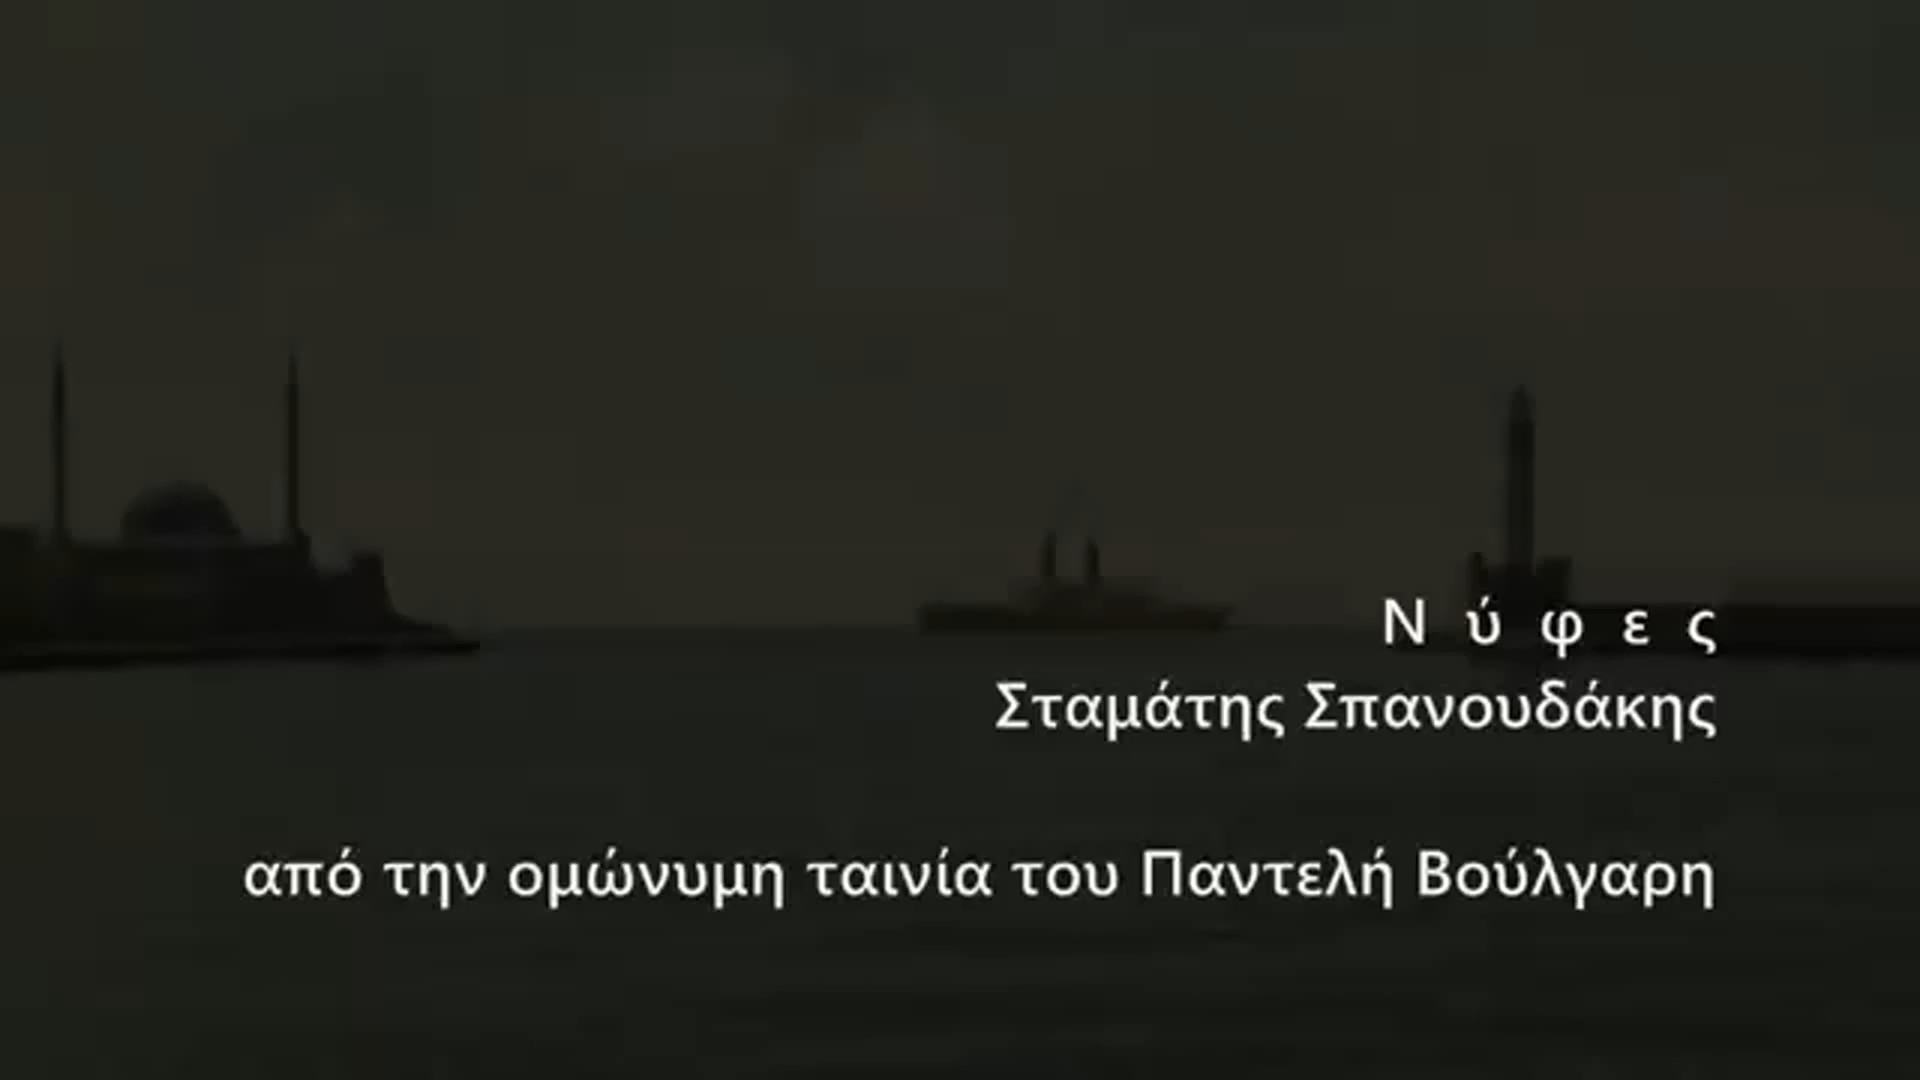 Ν ύ φ ε ς
Σταμάτης Σπανουδάκης
από την ομώνυμη ταινία του Παντελή Βούλγαρη